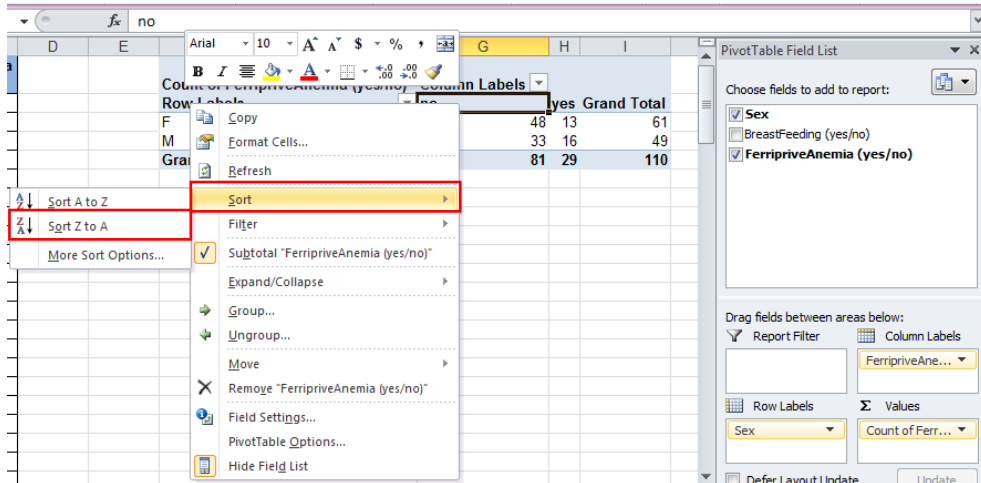 fx no
D E G H I
Arial 10 A A $ % ,
B I A .0 .00 .00 .0
Count of FerripriveAnemia (yes/no) Column Labels
Row Labels no yes Grand Total
F 48 13 61
M 33 16 49
81 29 110
Copy
Format Cells...
Refresh
Sort
Filter
Subtotal "FerripriveAnemia (yes/no)"
Expand/Collapse
Group...
Ungroup...
Move
Remove "FerripriveAnemia (yes/no)"
Field Settings...
PivotTable Options...
Hide Field List
Sort A to Z
Sort Z to A
More Sort Options...
PivotTable Field List
Choose fields to add to report:
Sex
BreastFeeding (yes/no)
FerripriveAnemia (yes/no)
Drag fields between areas below:
Report Filter Column Labels
FerripriveAne...
Row Labels Σ Values
Sex Count of Ferr...
Defer Layout Update Update